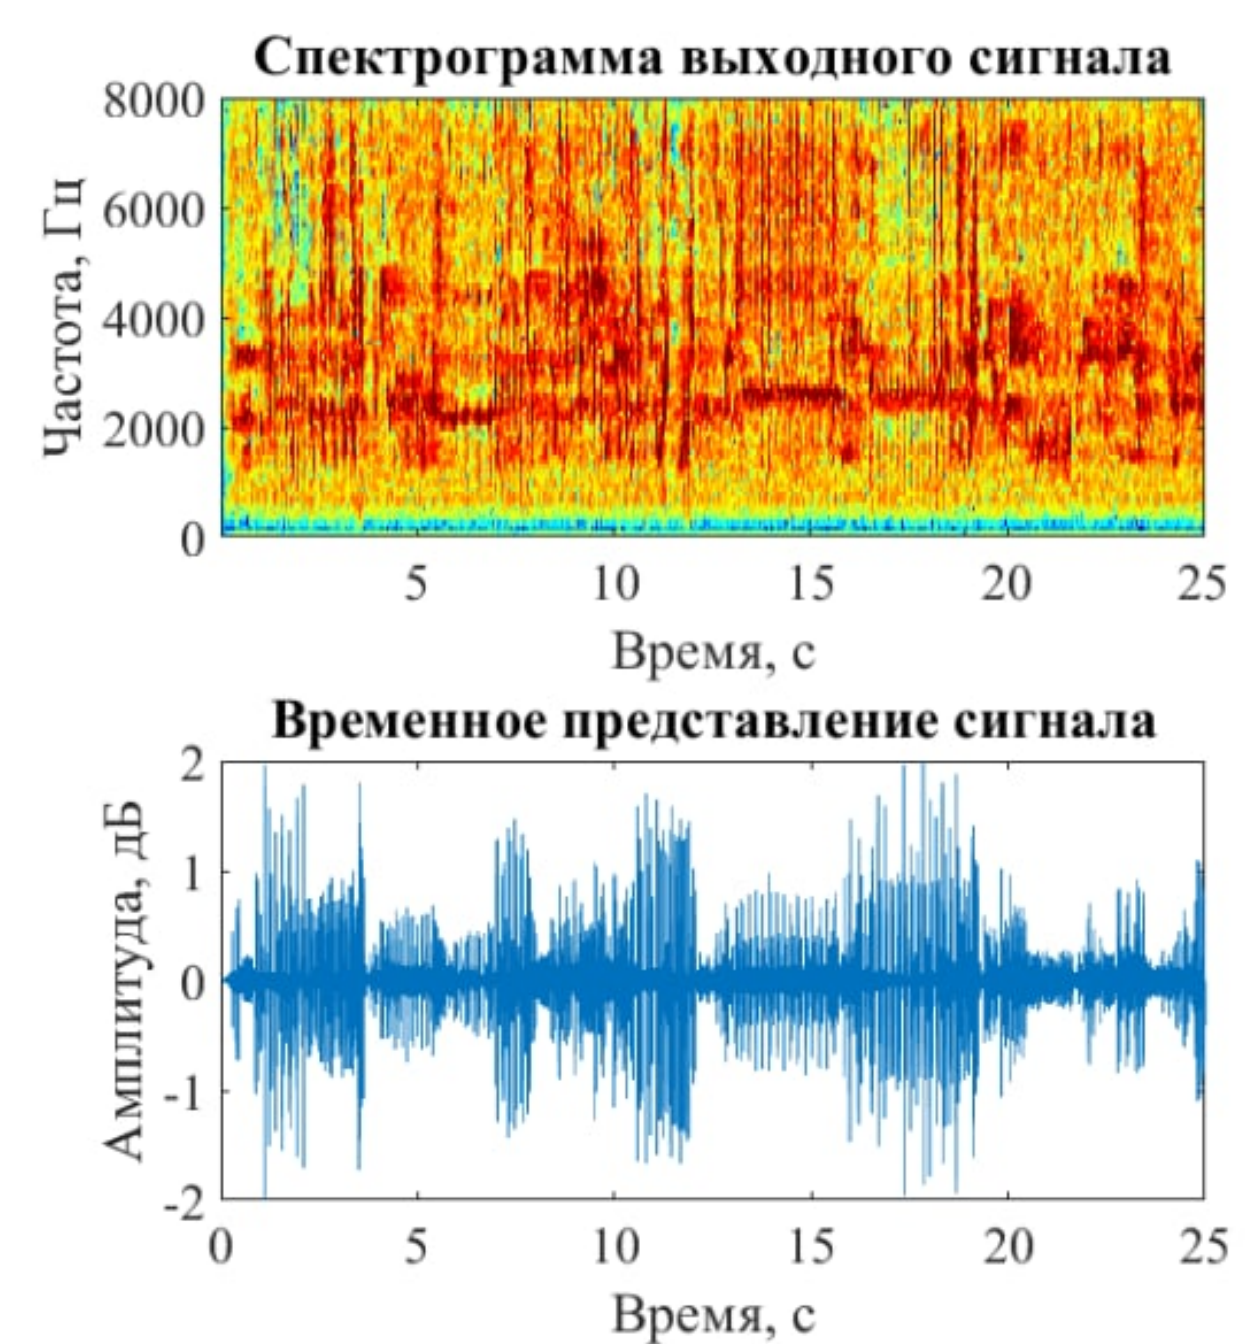 Спектрограмма выходного сигнала
8000
6000
4000
2000
0
Частота, Гц
5 10 15 20 25
Время, с
Временное представление сигнала
2
1
0
-1
-2
Амплитуда, дБ
0 5 10 15 20 25
Время, с